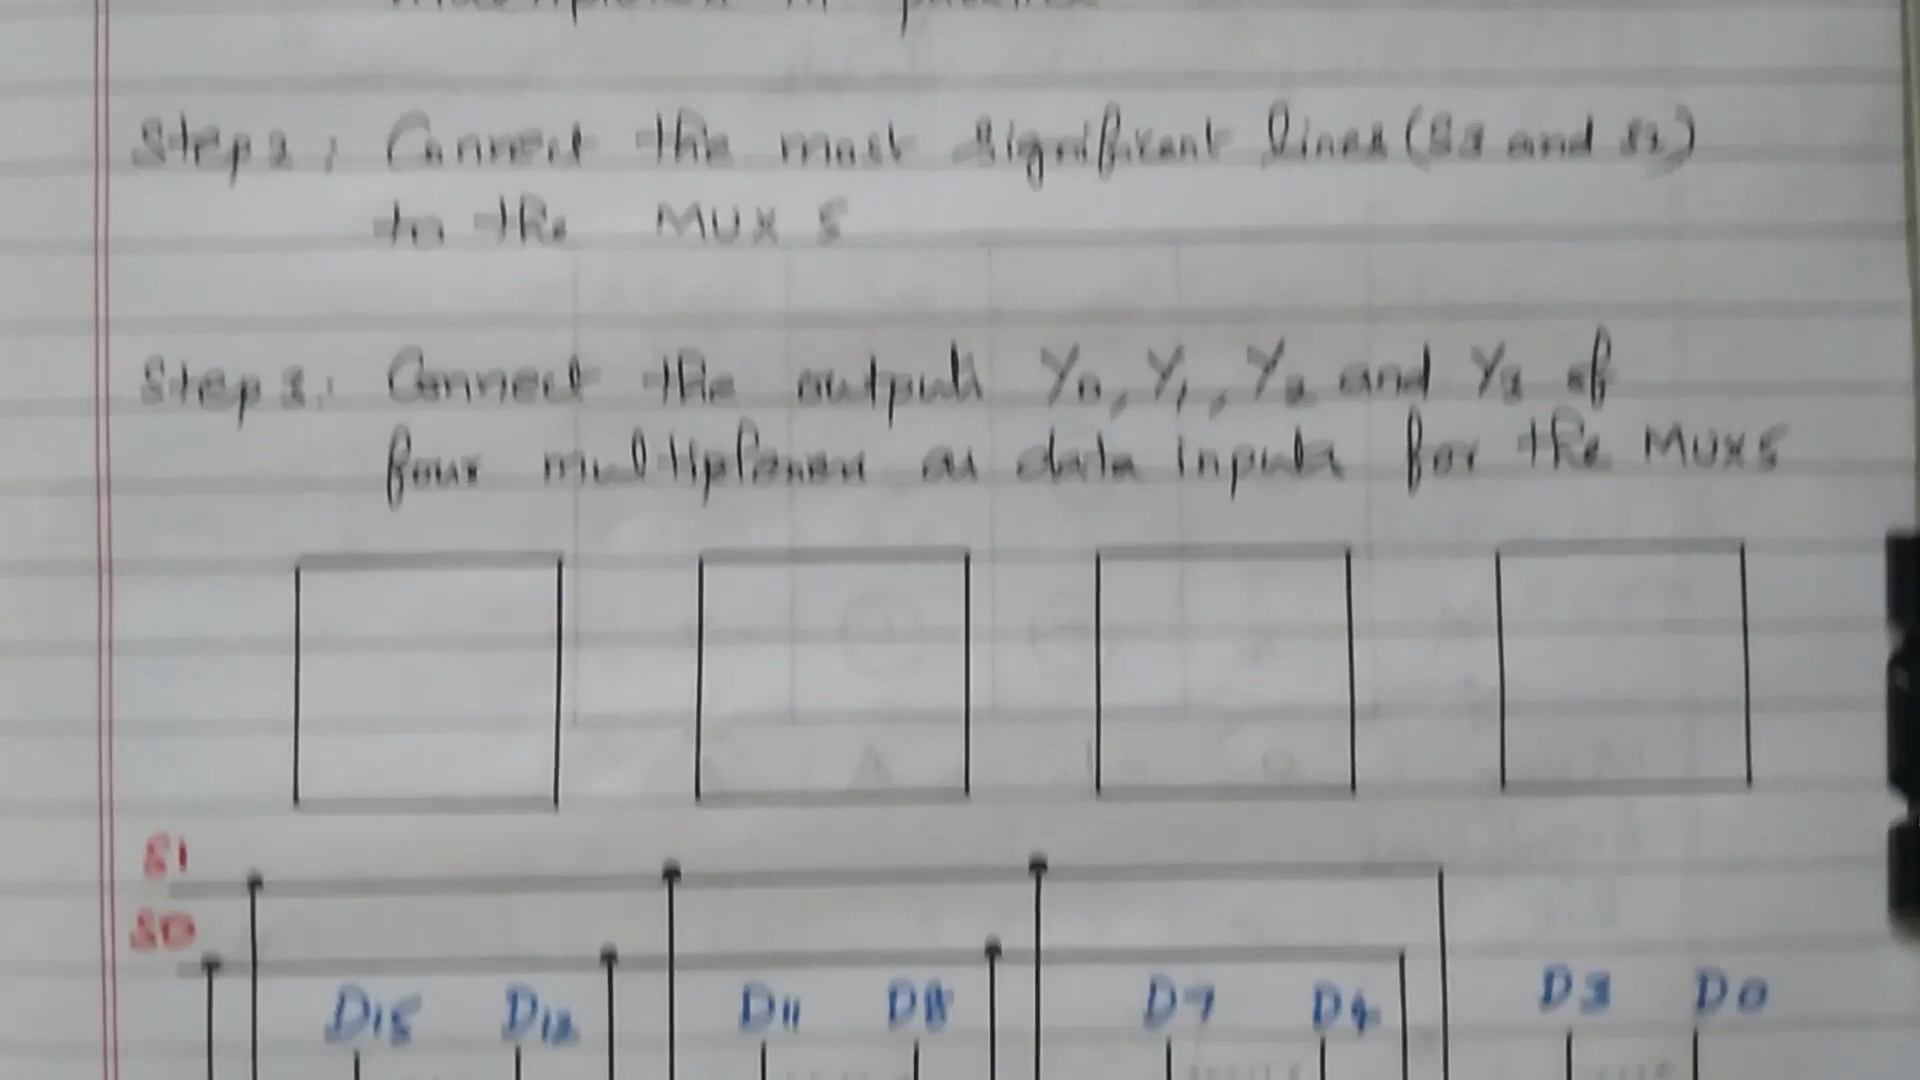 Step 2: Connect the most significant lines (S3 and S2)
to the MUX 5
Step 3: Connect the outputs Y0, Y1, Y2 and Y3 of
four multiplexers as data inputs for the MUX5
S1
S0
D15 D12 D11 D8 D7 D4 D3 D0